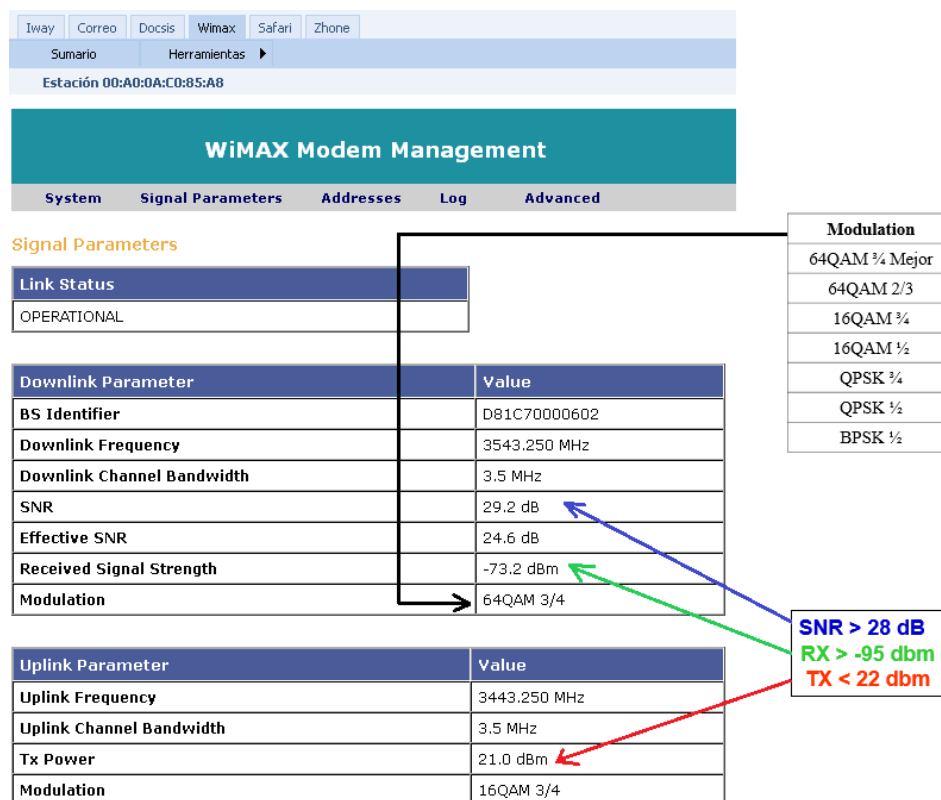 Iway Correo Docsis Wimax Safari Zhone
Sumario Herramientas
Estación 00:A0:0A:C0:85:A8
WiMAX Modem Management
System Signal Parameters Addresses Log Advanced
Signal Parameters
Link Status
OPERATIONAL
Downlink Parameter Value
BS Identifier D81C70000602
Downlink Frequency 3543.250 MHz
Downlink Channel Bandwidth 3.5 MHz
SNR 29.2 dB
Effective SNR 24.6 dB
Received Signal Strength -73.2 dBm
Modulation 64QAM 3/4
Uplink Parameter Value
Uplink Frequency 3443.250 MHz
Uplink Channel Bandwidth 3.5 MHz
Tx Power 21.0 dBm
Modulation 16QAM 3/4
Modulation
64QAM ¾ Mejor
64QAM 2/3
16QAM ¾
16QAM ½
QPSK ¾
QPSK ½
BPSK ½
SNR > 28 dB
RX > -95 dbm
TX < 22 dbm